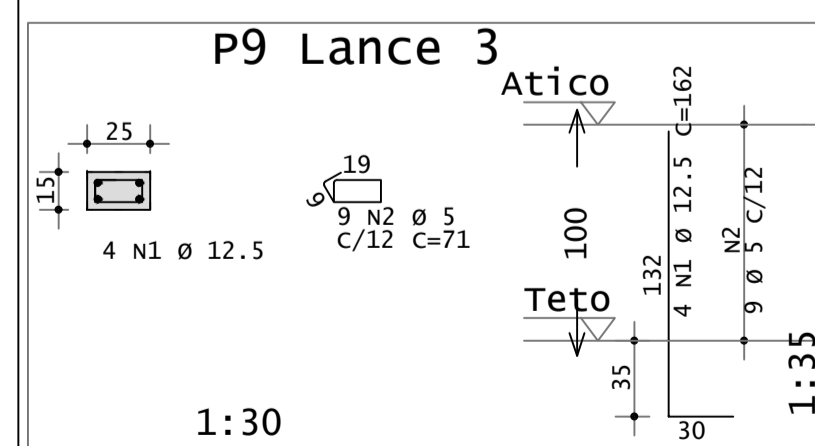 P9 Lance 3
Atico
25
15
4 N1 Ø 12.5
19
9
9 N2 Ø 5
C/12 C=71
100
132
4 N1 Ø 12.5 C=162
N2
9 Ø 5 C/12
Teto
35
30
1:30
1:35